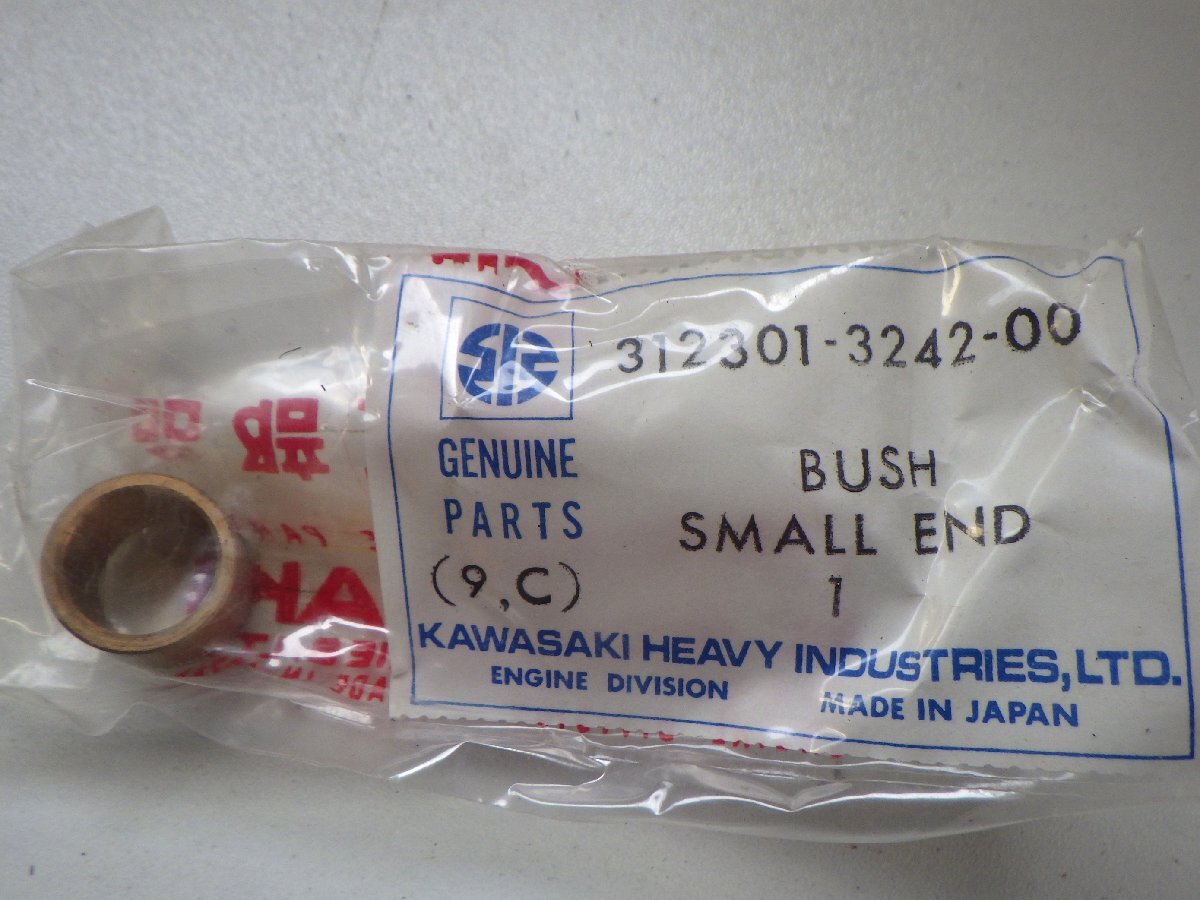 312301-3242-00
GENUINE
PARTS
BUSH
SMALL END
(9,C)
1
KAWASAKI HEAVY INDUSTRIES,LTD.
ENGINE DIVISION
MADE IN JAPAN
部